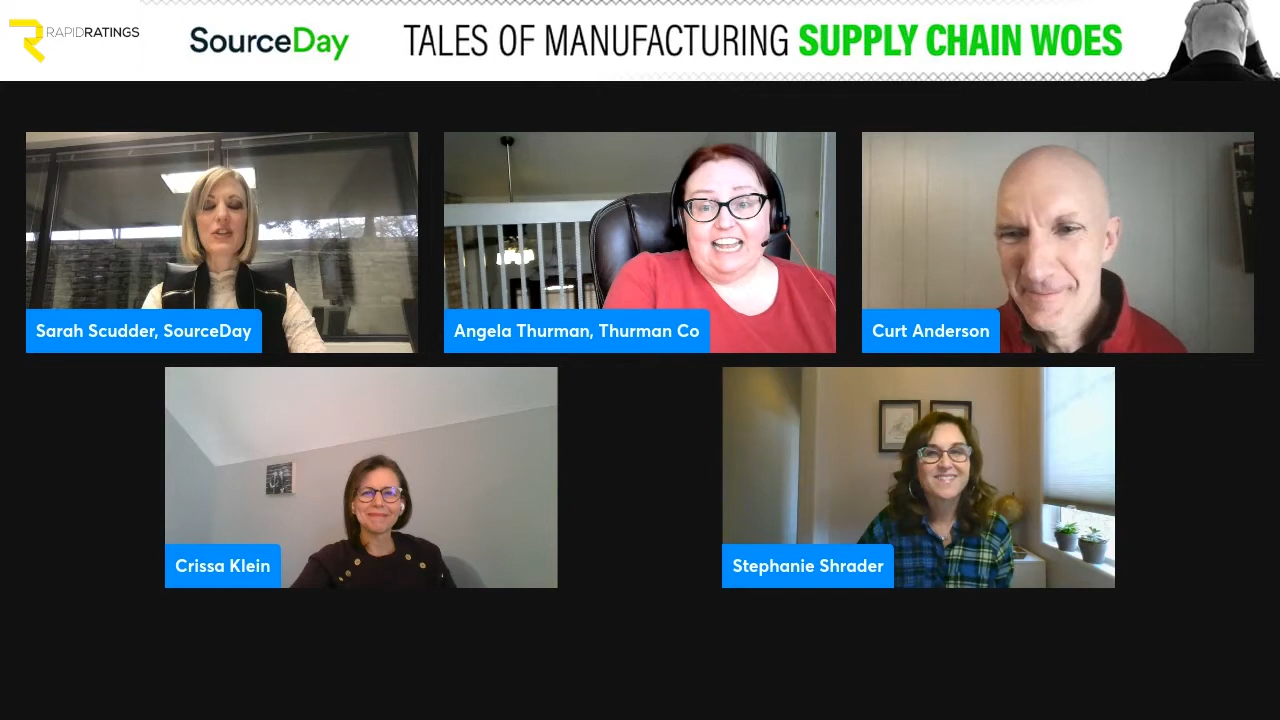 RAPIDRATINGS
SourceDay
TALES OF MANUFACTURING SUPPLY CHAIN WOES
Sarah Scudder, SourceDay
Angela Thurman, Thurman Co
Curt Anderson
Crissa Klein
Stephanie Shrader